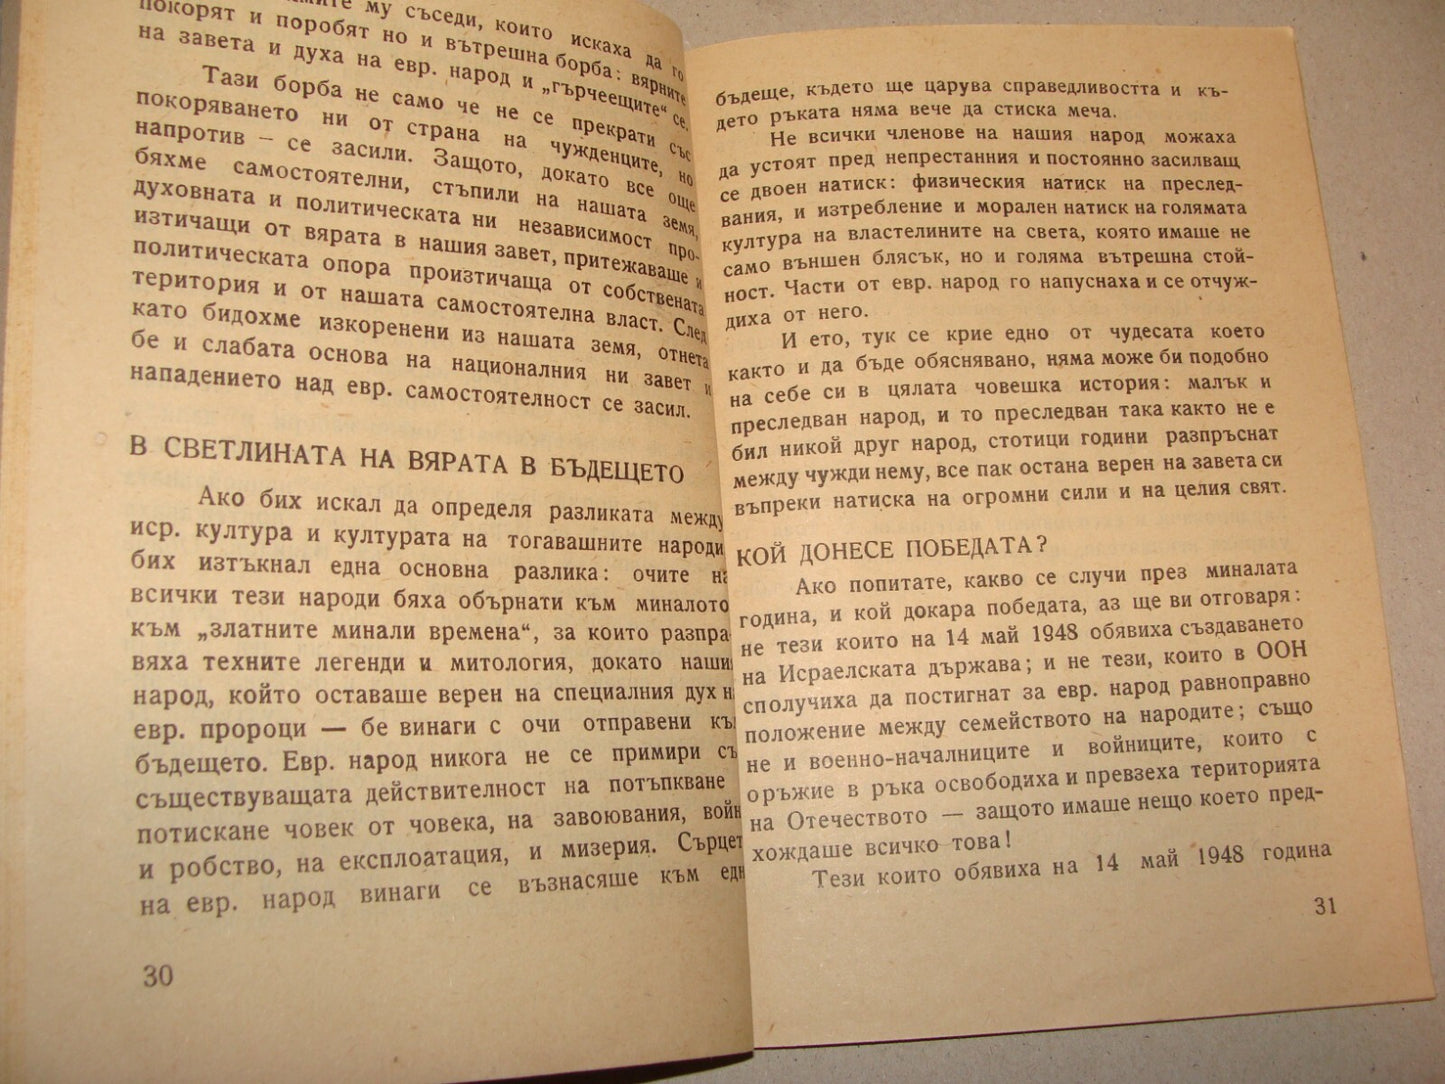 му съседи, които искаха да го
покорят и поробят но и вътрешна борба: вярните
на завета и духа на евр. народ и „гърчеещите“ се.
Тази борба не само че не се прекрати със
покоряването ни от страна на чужденците, но
напротив — се засили. Защото, докато все още
бяхме самостоятелни, стъпили на нашата земя,
духовната и политическата ни независимост про-
изтичащи от вярата в нашия завет, притежаваше и
политическата опора произтичаща от собствената
територия и от нашата самостоятелна власт. След
като бидохме изкоренени из нашата земя, отнета
бе и слабата основа на националния ни завет и
нападението над евр. самостоятелност се засил.
В СВЕТЛИНАТА НА ВЯРАТА В БЪДЕЩЕТО
Ако бих искал да определя разликата между
иср. култура и културата на тогавашните народи
бих изтъкнал една основна разлика: очите на
всички тези народи бяха обърнати към миналото
към „златните минали времена“, за които разпра-
вяха техните легенди и митология, докато наши
народ, който оставаше верен на специалния дух н
евр. пророци — бе винаги с очи отправени към
бъдещето. Евр. народ никога не се примири съ
съществуващата действителност на потъпкване
потискане човек от човека, на завоювания, войн
и робство, на експлоатация, и мизерия. Сърцет
на евр. народ винаги се възнасяше към едн
30
бъдеще, където ще царува справедливостта и къ-
дето ръката няма вече да стиска меча.
Не всички членове на нашия народ можаха
да устоят пред непрестанния и постоянно засилващ
се двоен натиск: физическия натиск на преслед-
вания, и изтребление и морален натиск на голямата
култура на властелините на света, която имаше не
само външен блясък, но и голяма вътрешна стой-
ност. Части от евр. народ го напуснаха и се отчуж-
диха от него.
И ето, тук се крие едно от чудесата което
както и да бъде обяснявано, няма може би подобно
на себе си в цялата човешка история: малък и
преследван народ, и то преследван така както не е
бил никой друг народ, стотици години разпръснат
между чужди нему, все пак остана верен на завета си
въпреки натиска на огромни сили и на целия свят.
КОЙ ДОНЕСЕ ПОБЕДАТА?
Ако попитате, какво се случи през миналата
година, и кой докара победата, аз ще ви отговаря:
не тези които на 14 май 1948 обявиха създаването
на Исраелската държава; и не тези, които в ООН
сполучиха да постигнат за евр. народ равноправно
положение между семейството на народите; също
не и военно-началниците и войниците, които с
оръжие в ръка освободиха и превзеха територията
на Отечеството — защото имаше нещо което пред-
хождаше всичко това!
Тези които обявиха на 14 май 1948 година
31